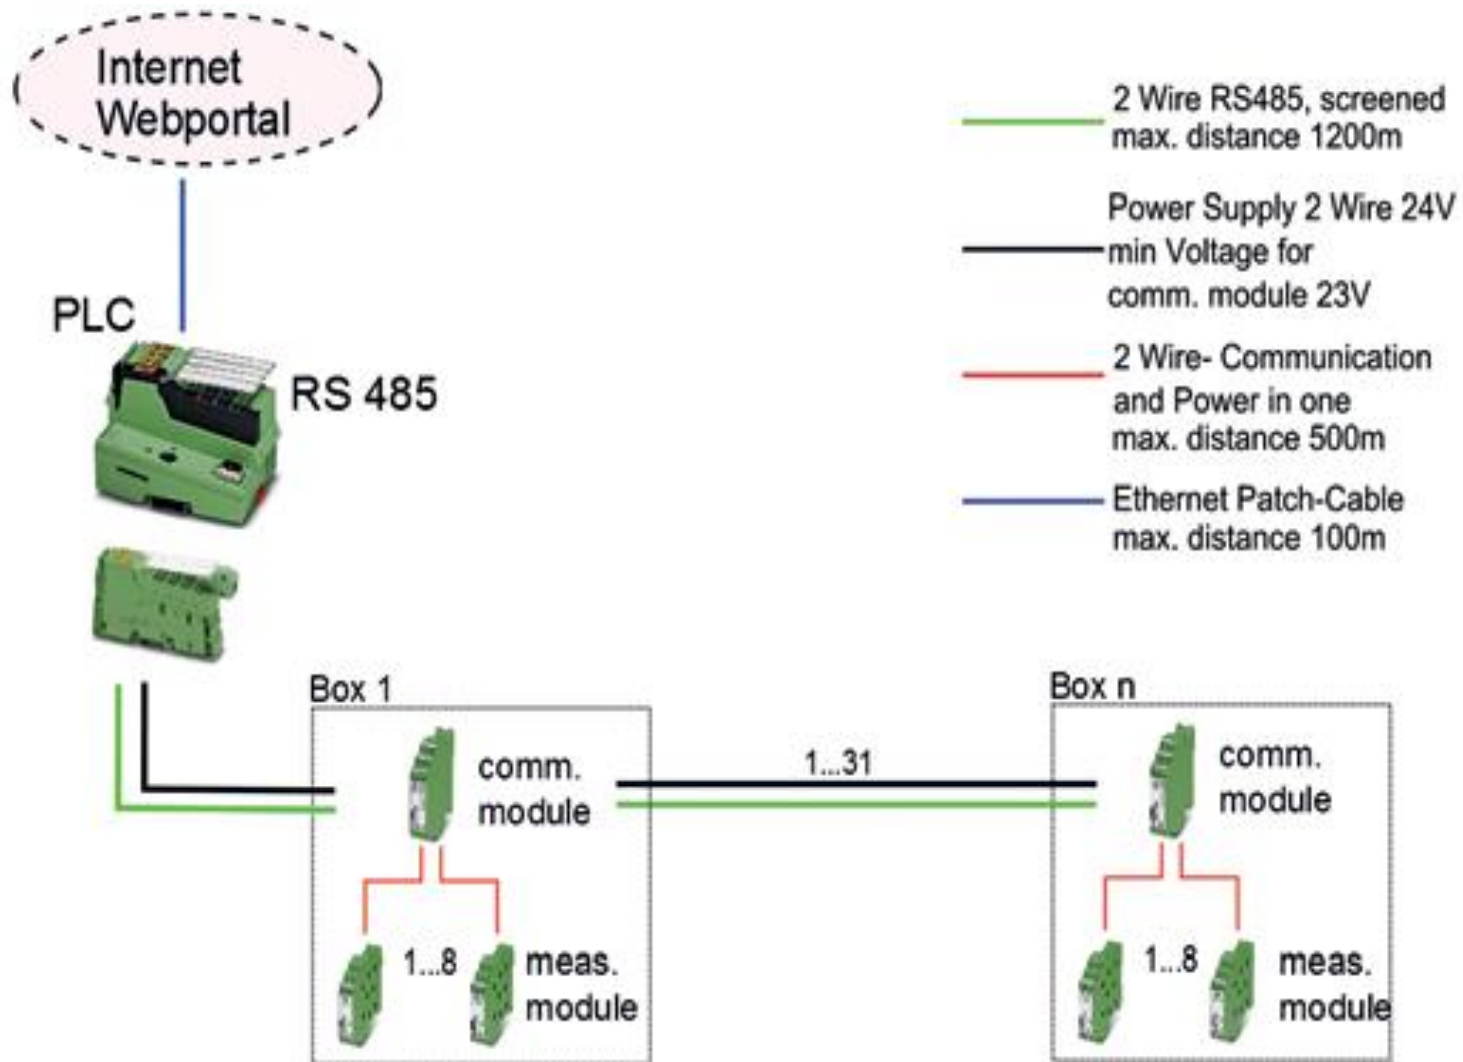 Internet
Webportal
PLC
RS 485
2 Wire RS485, screened
max. distance 1200m
Power Supply 2 Wire 24V
min Voltage for
comm. module 23V
2 Wire- Communication
and Power in one
max. distance 500m
Ethernet Patch-Cable
max. distance 100m
Box 1
comm.
module
1...8
meas.
module
1...31
Box n
comm.
module
1...8
meas.
module